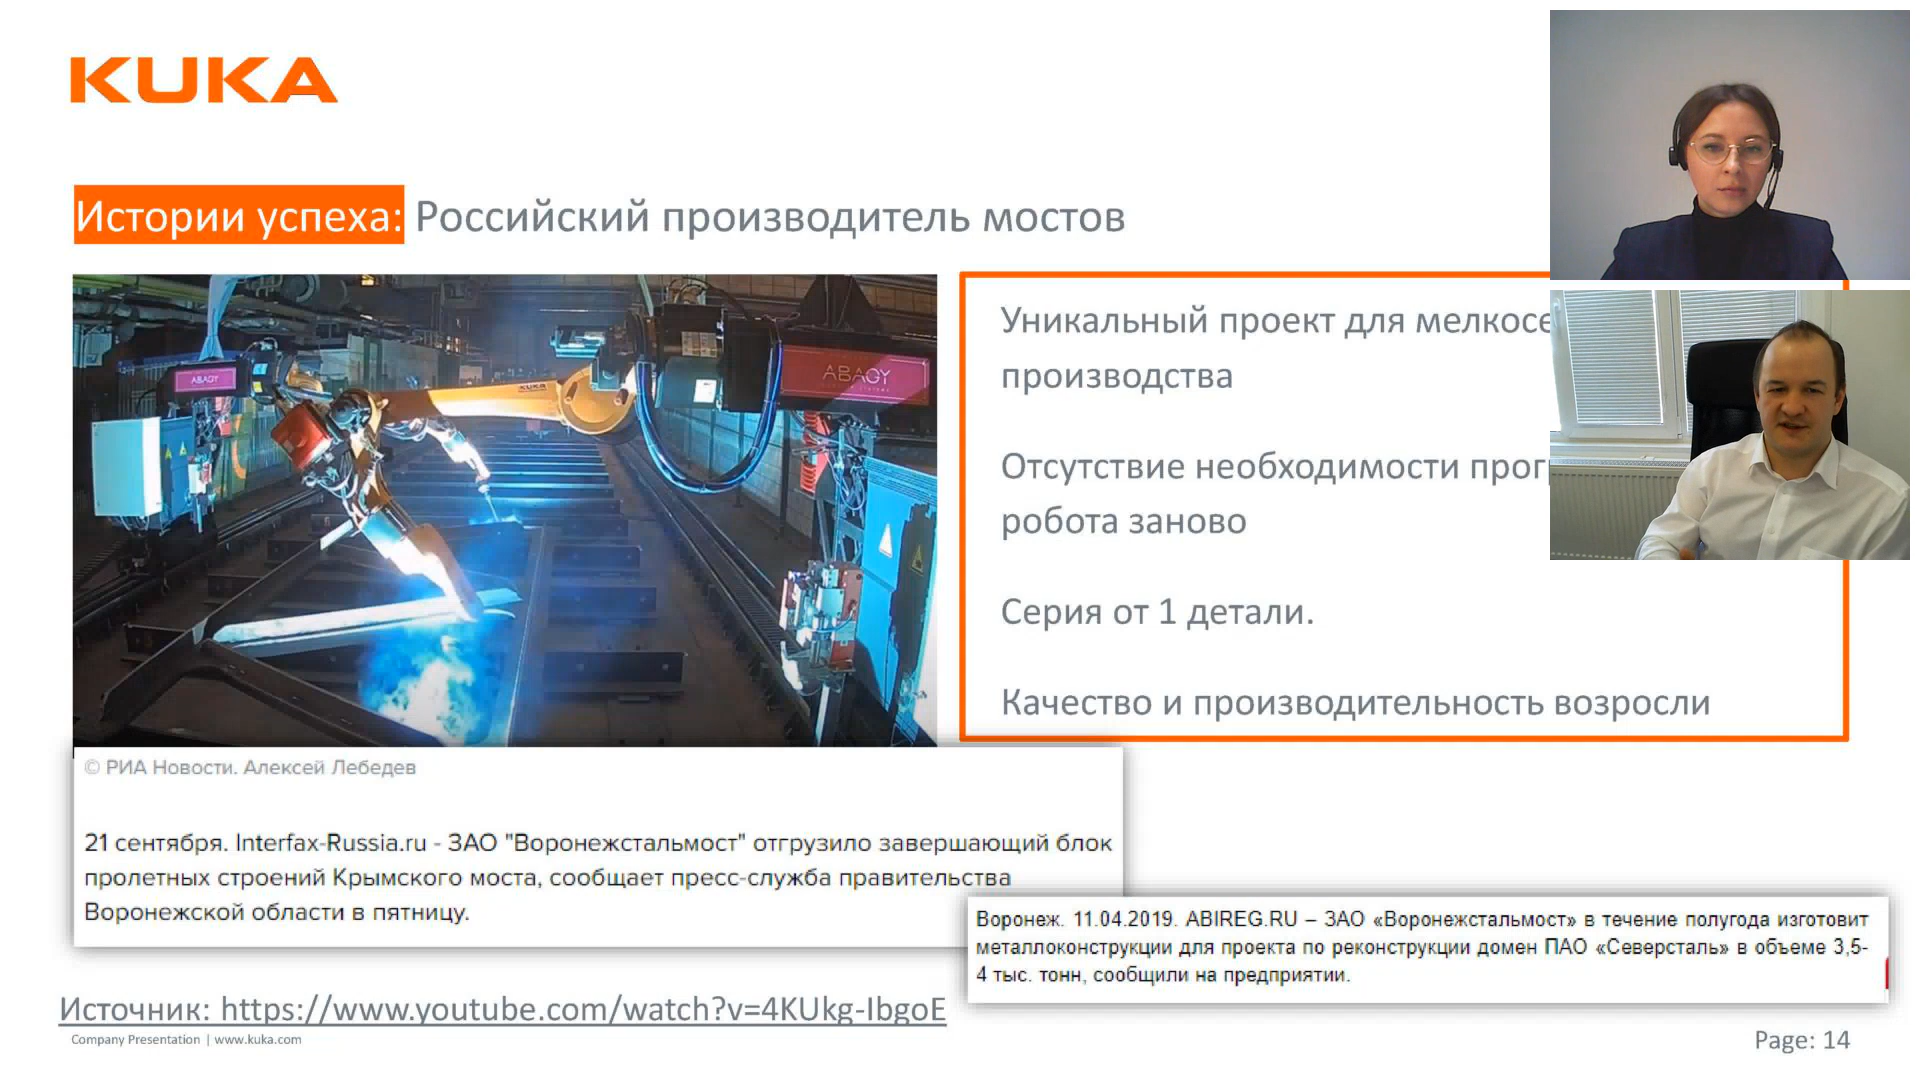 KUKA
Истории успеха: Российский производитель мостов
ABAGY
KUKA
ABAGY
Уникальный проект для
производства
Отсутствие необходимости
робота заново
Серия от 1 детали.
Качество и производительность возросли
© РИА Новости. Алексей Лебедев
21 сентября. Interfax-Russia.ru - ЗАО "Воронежстальмост" отгрузило завершающий блок
пролетных строений Крымского моста, сообщает пресс-служба правительства
Воронежской области в пятницу.
Воронеж. 11.04.2019. ABIREG.RU – ЗАО «Воронежстальмост» в течение полугода изготовит
металлоконструкции для проекта по реконструкции домен ПАО «Северсталь» в объеме 3,5-
4 тыс. тонн, сообщили на предприятии.
Источник: https://www.youtube.com/watch?v=4KUkg-IbgoE
Company Presentation | www.kuka.com
Page: 14